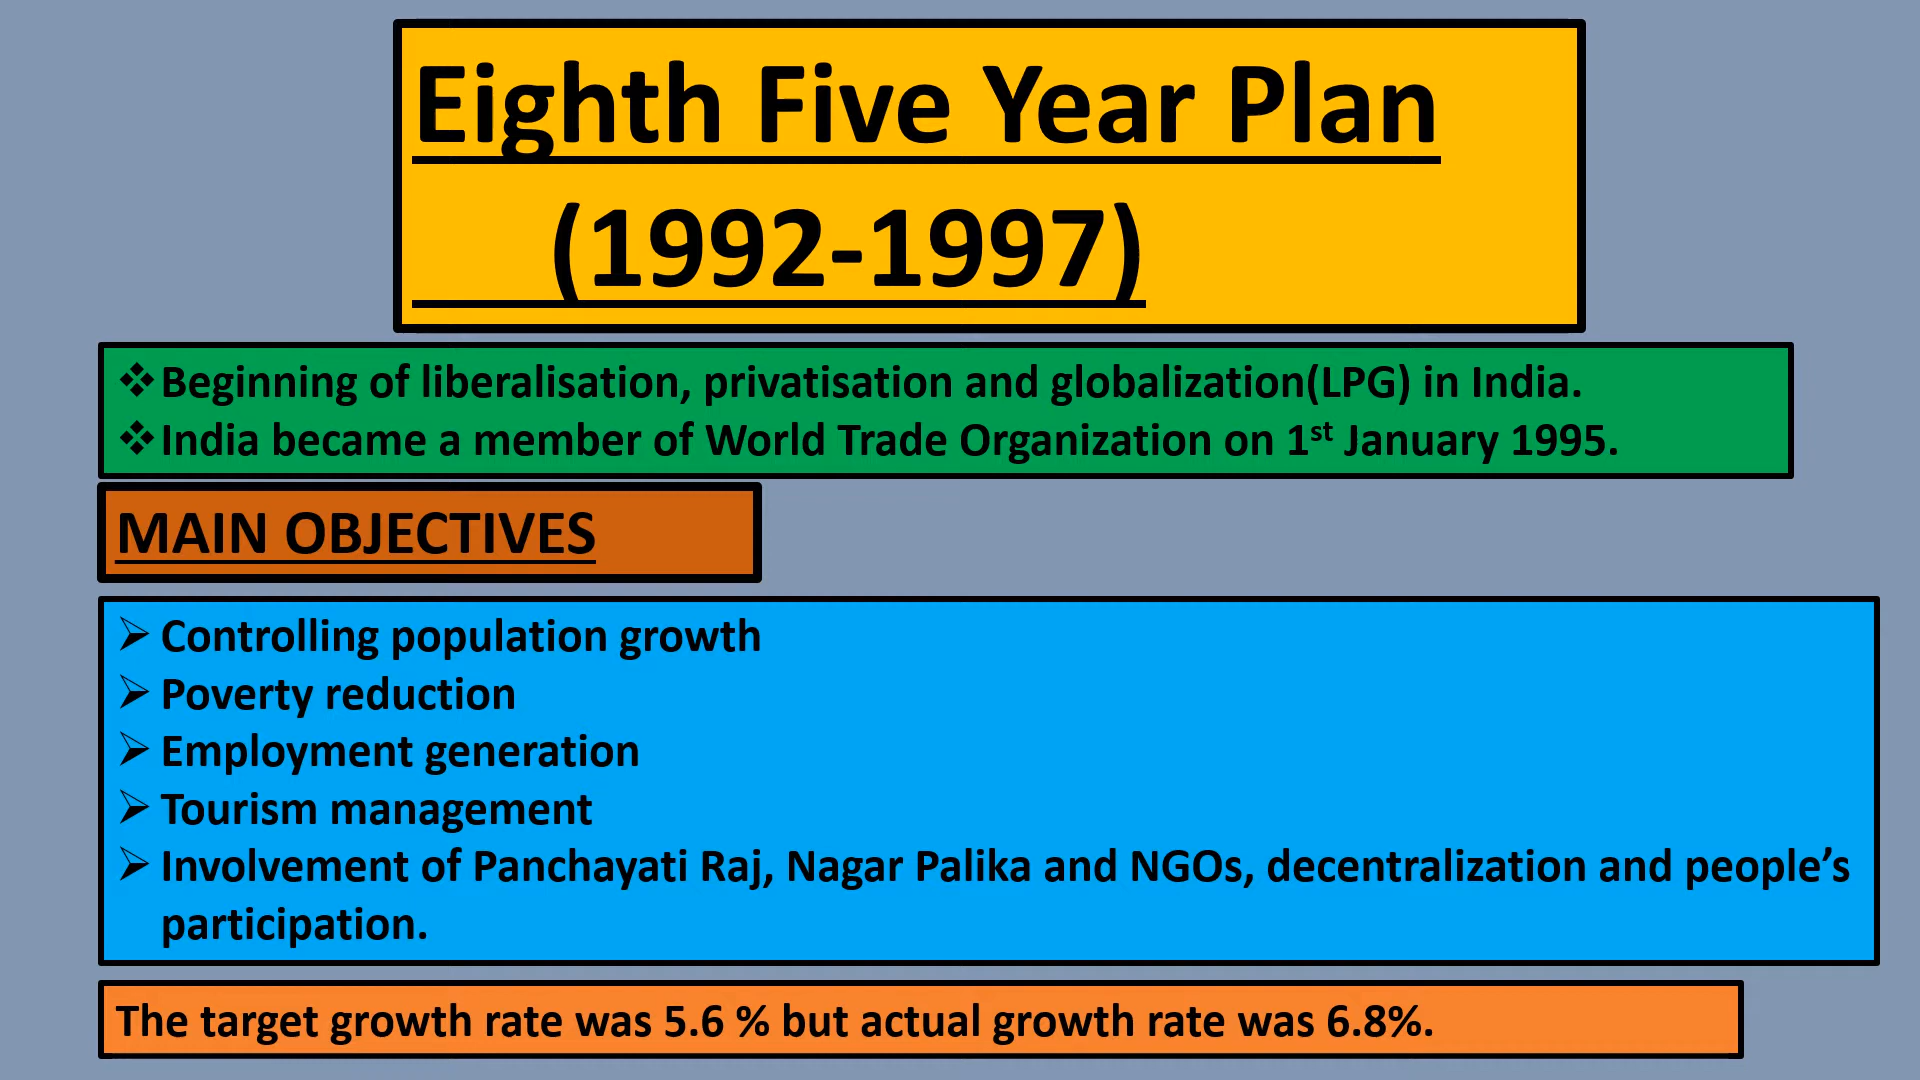 Eighth Five Year Plan
(1992-1997)
❖Beginning of liberalisation, privatisation and globalization(LPG) in India.
❖India became a member of World Trade Organization on 1st January 1995.
MAIN OBJECTIVES
➢ Controlling population growth
➢ Poverty reduction
➢ Employment generation
➢ Tourism management
➢ Involvement of Panchayati Raj, Nagar Palika and NGOs, decentralization and people’s
participation.
The target growth rate was 5.6 % but actual growth rate was 6.8%.